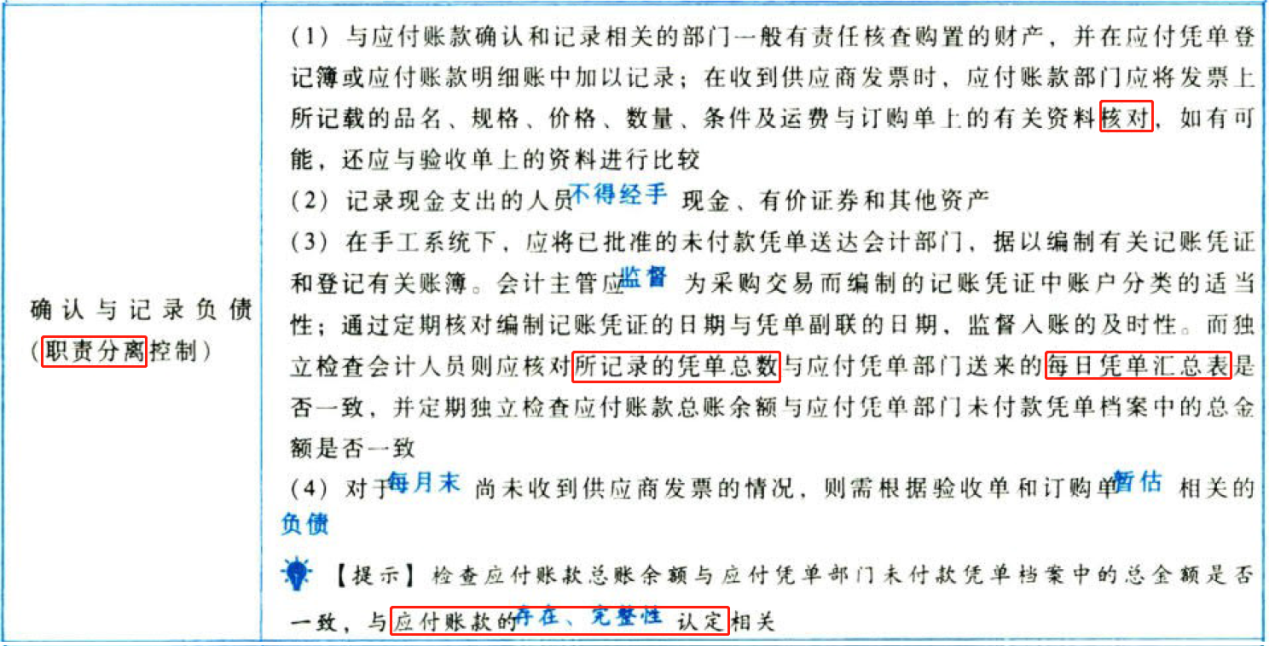 确认与记录负债
（职责分离控制）
（1）与应付账款确认和记录相关的部门一般有责任核查购置的财产，并在应付凭单登
记簿或应付账款明细账中加以记录；在收到供应商发票时，应付账款部门应将发票上
所记载的品名、规格、价格、数量、条件及运费与订购单上的有关资料核对，如有可
能，还应与验收单上的资料进行比较
（2）记录现金支出的人员不得经手现金、有价证券和其他资产
（3）在手工系统下，应将已批准的未付款凭单送达会计部门，据以编制有关记账凭证
和登记有关账簿。会计主管应监督为采购交易而编制的记账凭证中账户分类的适当
性；通过定期核对编制记账凭证的日期与凭单副联的日期，监督入账的及时性。而独
立检查会计人员则应核对所记录的凭单总数与应付凭单部门送来的每日凭单汇总表是
否一致，并定期独立检查应付账款总账余额与应付凭单部门未付款凭单档案中的总金
额是否一致
（4）对于每月末尚未收到供应商发票的情况，则需根据验收单和订购单暂估相关的
负债
【提示】检查应付账款总账余额与应付凭单部门未付款凭单档案中的总金额是否
一致，与应付账款的存在、完整性认定相关